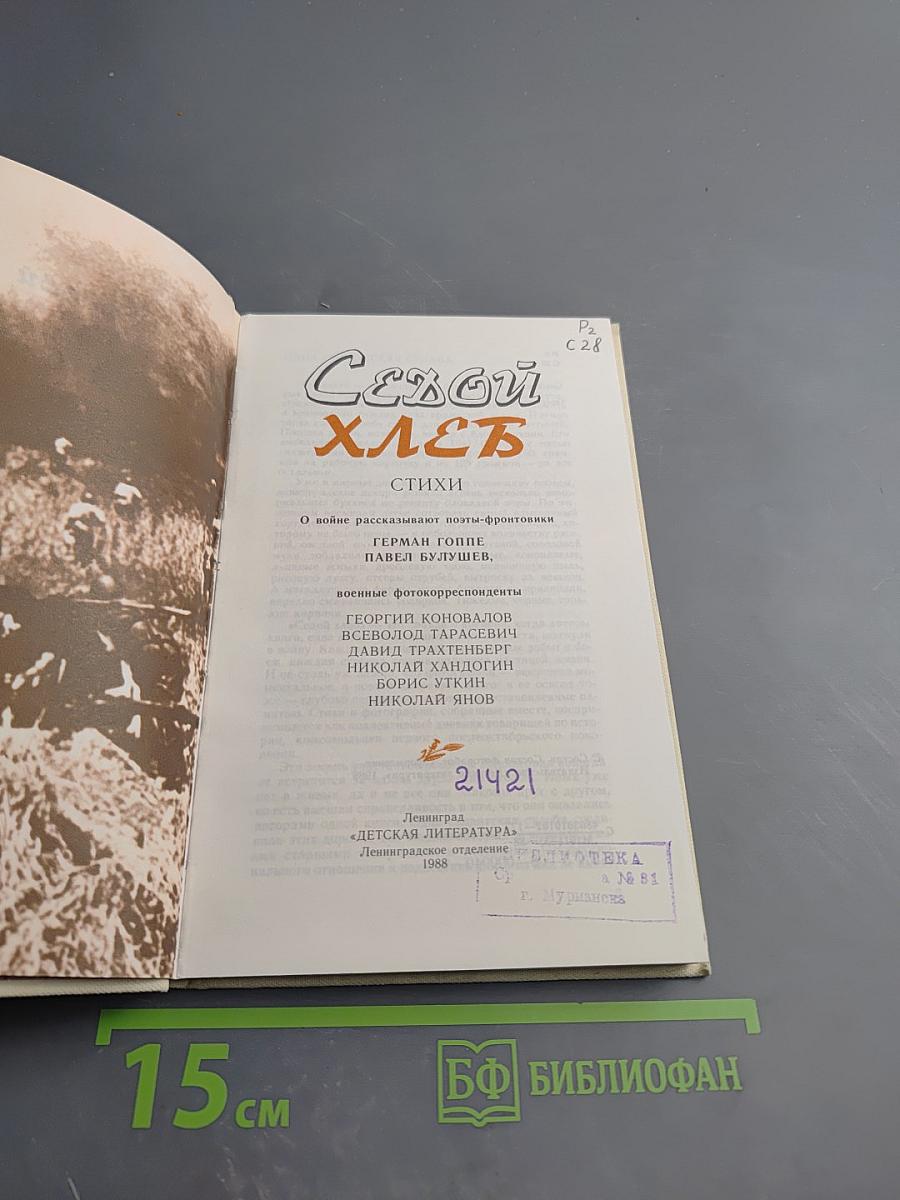 Р2
С28
Седой
ХЛЕБ
СТИХИ
О войне рассказывают поэты-фронтовики
ГЕРМАН ГОППЕ
ПАВЕЛ БУЛУШЕВ,
военные фотокорреспонденты
ГЕОРГИЙ КОНОВАЛОВ
ВСЕВОЛОД ТАРАСЕВИЧ
ДАВИД ТРАХТЕНБЕРГ
НИКОЛАЙ ХАНДОГИН
БОРИС УТКИН
НИКОЛАЙ ЯНОВ
21421
Ленинград
«ДЕТСКАЯ ЛИТЕРАТУРА»
Ленинградское отделение
1988
БИБЛИОТЕКА
№ 31
г. Мурманска
15 см
БФ БИБЛИОФАН